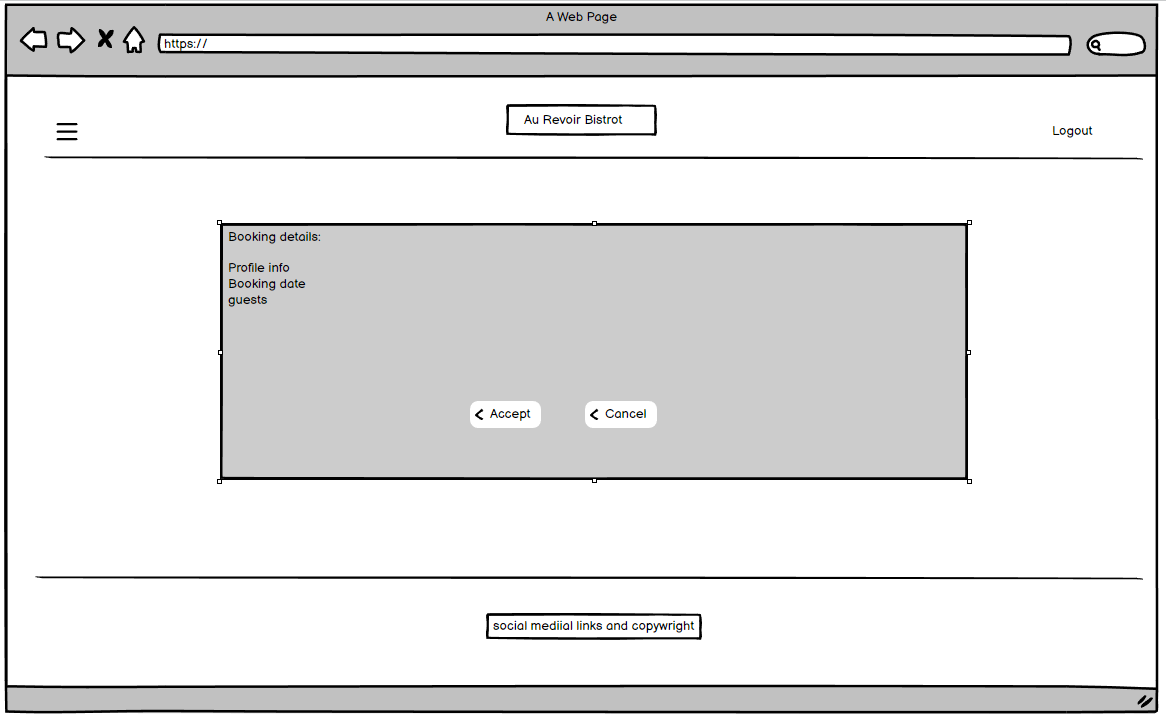 A Web Page
https://
Au Revoir Bistrot
Logout
Booking details:
Profile info
Booking date
guests
Accept
Cancel
social mediial links and copywright